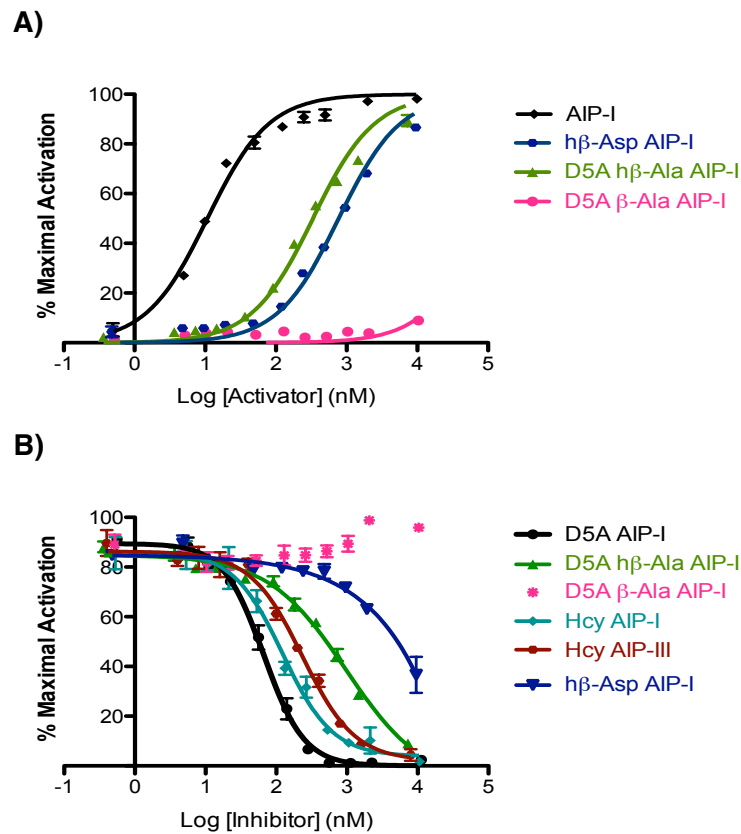 A)
% Maximal Activation
100
80
60
40
20
-1 0 1 2 3 4 5
Log [Activator] (nM)
AIP-I
hβ-Asp AIP-I
D5A hβ-Ala AIP-I
D5A β-Ala AIP-I
B)
% Maximal Activation
100
80
60
40
20
-1 0 1 2 3 4 5
Log [Inhibitor] (nM)
D5A AIP-I
D5A hβ-Ala AIP-I
D5A β-Ala AIP-I
Hcy AIP-I
Hcy AIP-III
hβ-Asp AIP-I